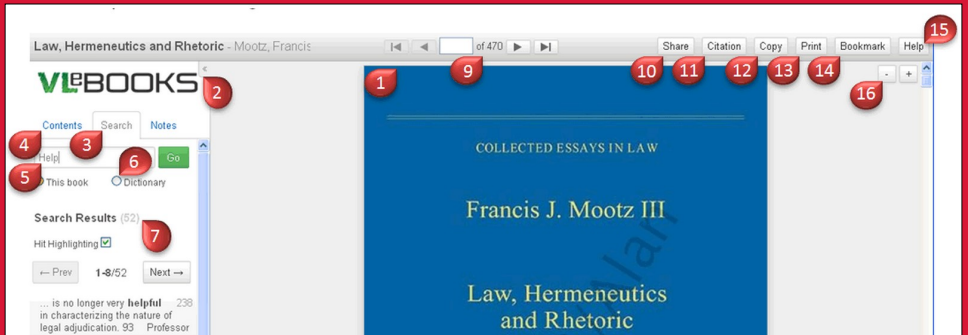 15
Law, Hermeneutics and Rhetoric - Mootz, Francis
of 470
Share Citation Copy Print Bookmark Help
9 10 11 12 13 14
VLeBOOKS
<
2
1
- +
16
Contents Search Notes
4 3
Help Go
5 6
This book Dictionary
Search Results (52)
7
Hit Highlighting
← Prev 1-8/52 Next →
... is no longer very helpful 238
in characterizing the nature of
legal adjudication. 93 Professor
COLLECTED ESSAYS IN LAW
Francis J. Mootz III
Law, Hermeneutics
and Rhetoric